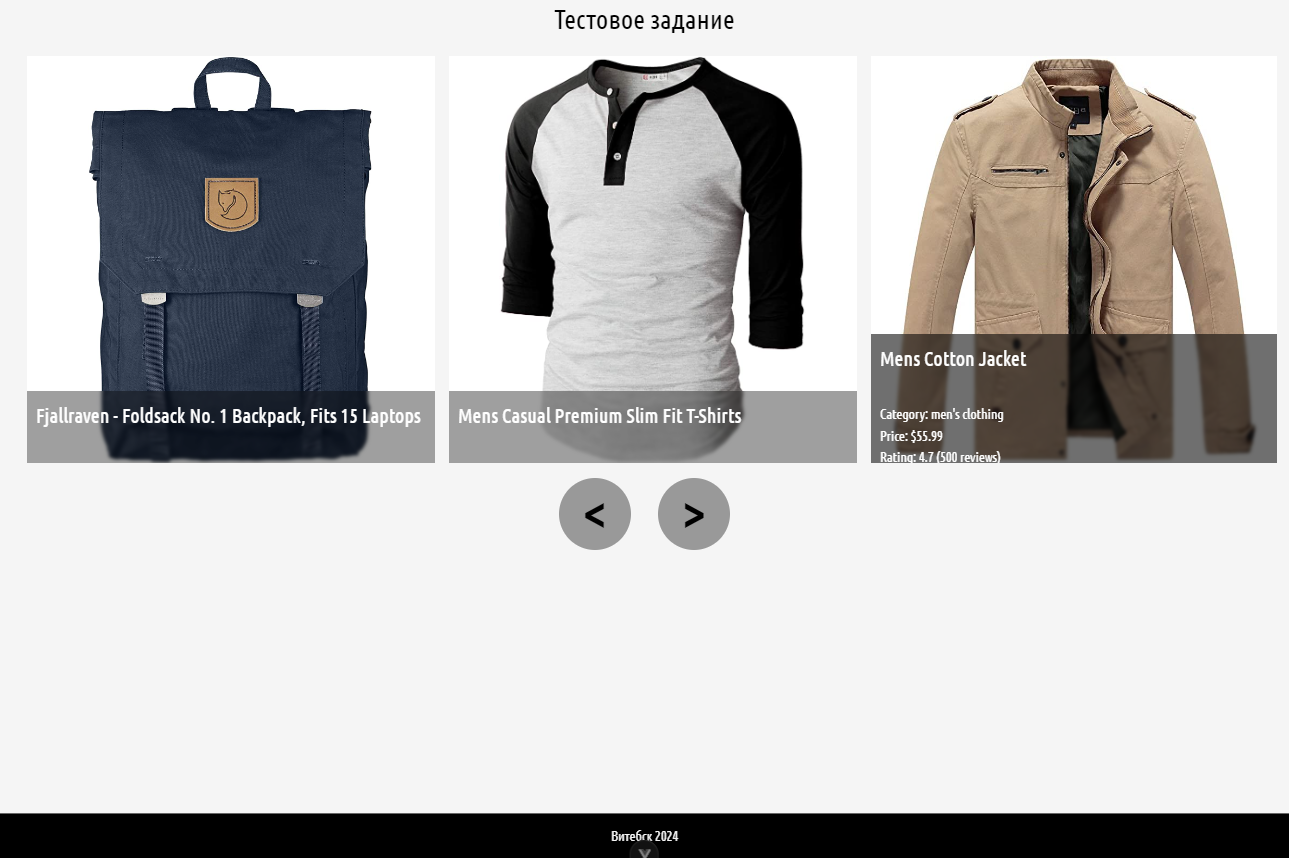 Тестовое задание
Fjallraven - Foldsack No. 1 Backpack, Fits 15 Laptops
Mens Casual Premium Slim Fit T-Shirts
Mens Cotton Jacket
Category: men's clothing
Price: $55.99
Rating: 4.7 (500 reviews)
< >
Витебск 2024